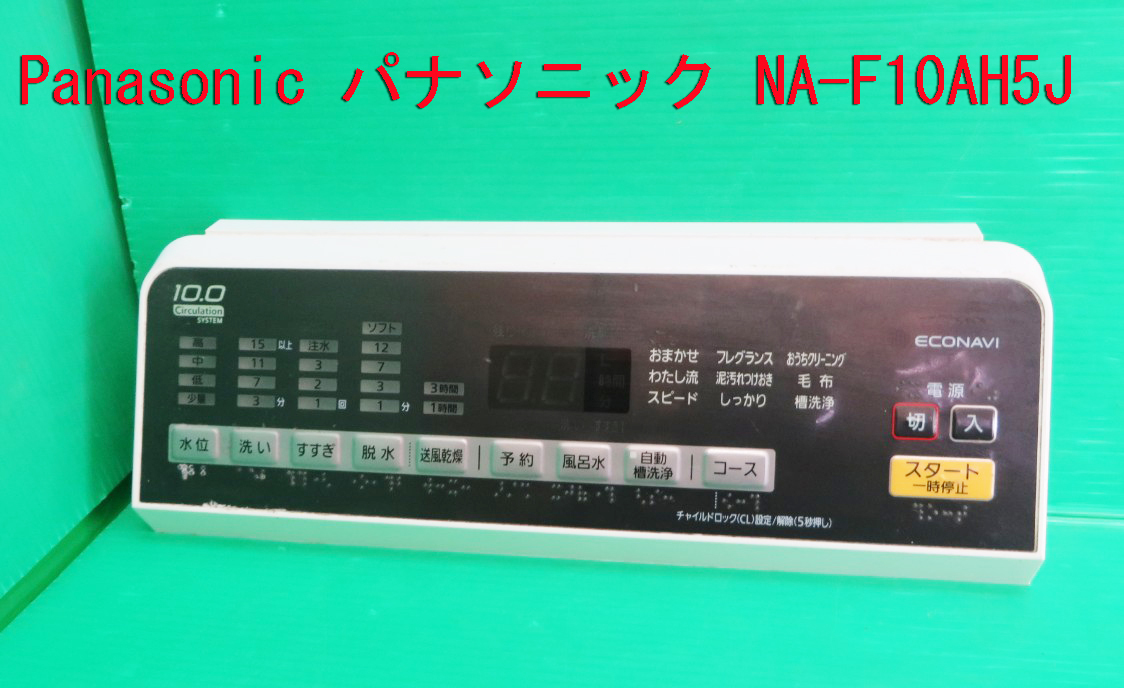 Panasonic パナソニック NA-F10AH5J
10.0
Circulation
SYSTEM
ソフト
高 15 以上 注水 12
中 11 3 7
低 7 2 3 3時間
少量 3 分 1 回 1 分 1時間
時間
おまかせ フレグランス おうちクリーニング
わたし流 泥汚れつけおき 毛布
スピード しっかり 槽洗浄
ECONAVI
電源
切 入
水位 洗い すすぎ 脱水 送風乾燥 予約 風呂水 自動槽洗浄 コース
スタート
一時停止
チャイルドロック(CL)設定/解除(5秒押し)